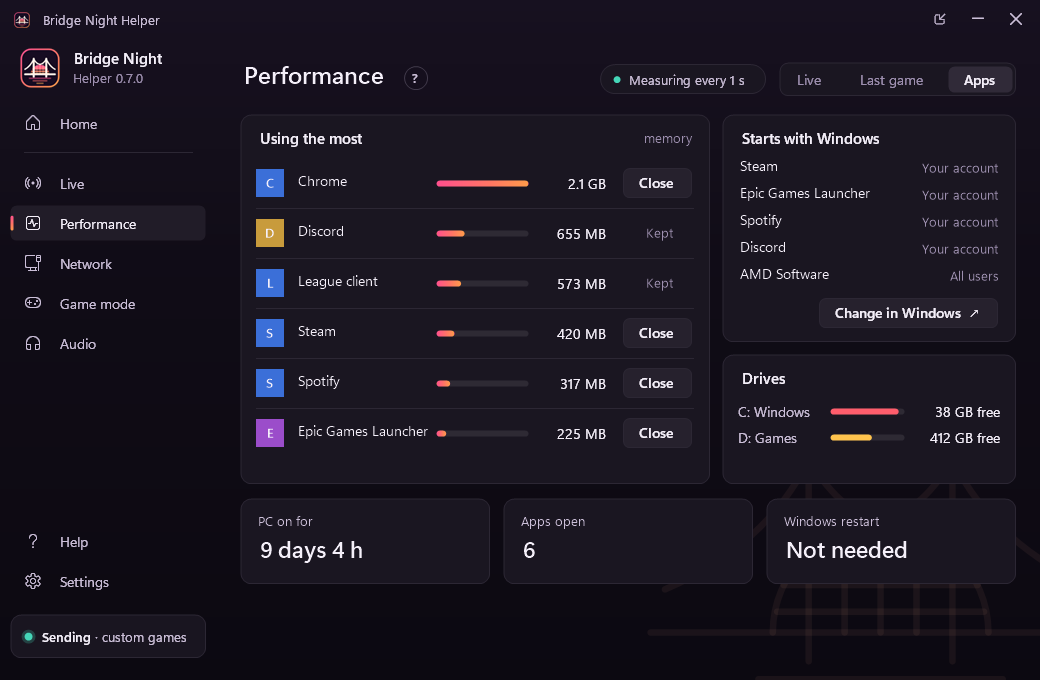 Bridge Night Helper
Bridge Night
Helper 0.7.0
Home
Live
Performance
Network
Game mode
Audio
? Help
Settings
Sending · custom games
Performance ?
Measuring every 1 s
Live Last game Apps
Using the most memory
C Chrome 2.1 GB Close
D Discord 655 MB Kept
L League client 573 MB Kept
S Steam 420 MB Close
S Spotify 317 MB Close
E Epic Games Launcher 225 MB Close
Starts with Windows
Steam Your account
Epic Games Launcher Your account
Spotify Your account
Discord Your account
AMD Software All users
Change in Windows ↗
Drives
C: Windows 38 GB free
D: Games 412 GB free
PC on for
9 days 4 h
Apps open
6
Windows restart
Not needed